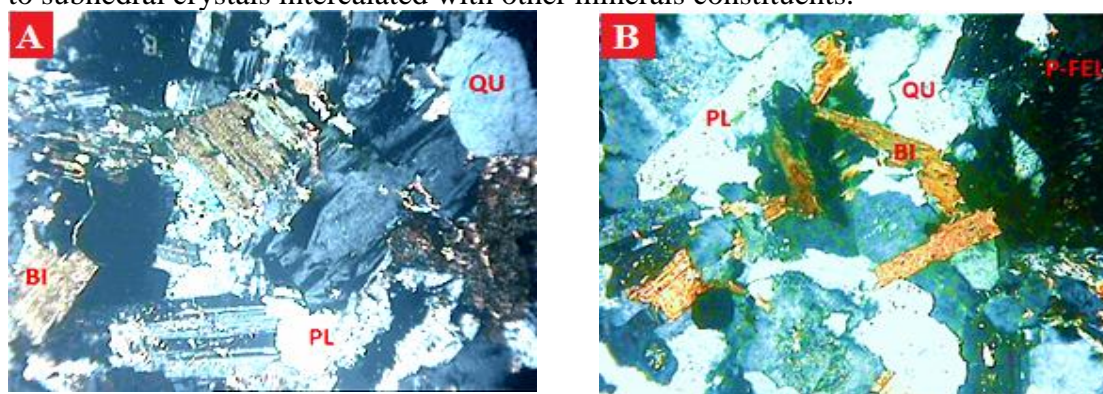 to subhedral crystals intercalated with other minerals constituents.
A
B
QU
P-FEL
QU
PL
BI
BI
PL